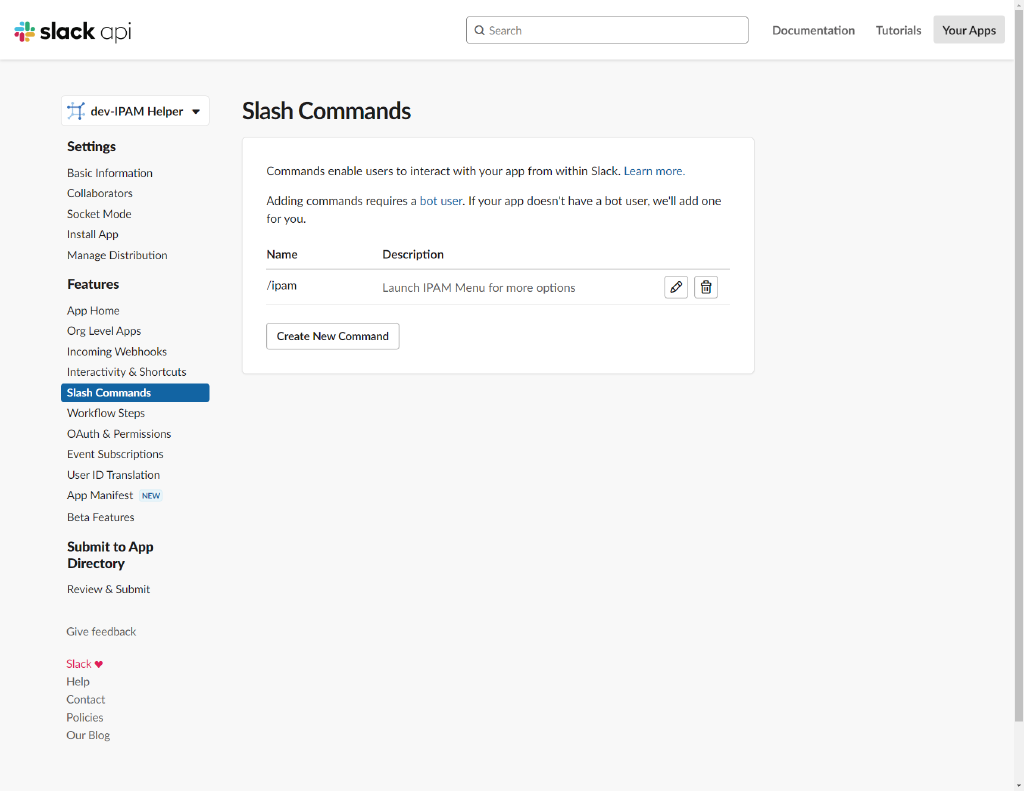 slack api
Search
Documentation
Tutorials
Your Apps
dev-IPAM Helper
Settings
Basic Information
Collaborators
Socket Mode
Install App
Manage Distribution
Features
App Home
Org Level Apps
Incoming Webhooks
Interactivity & Shortcuts
Slash Commands
Workflow Steps
OAuth & Permissions
Event Subscriptions
User ID Translation
App Manifest NEW
Beta Features
Submit to App
Directory
Review & Submit
Give feedback
Slack ♥
Help
Contact
Policies
Our Blog
Slash Commands
Commands enable users to interact with your app from within Slack. Learn more.
Adding commands requires a bot user. If your app doesn't have a bot user, we'll add one
for you.
Name Description
/ipam Launch IPAM Menu for more options
Create New Command